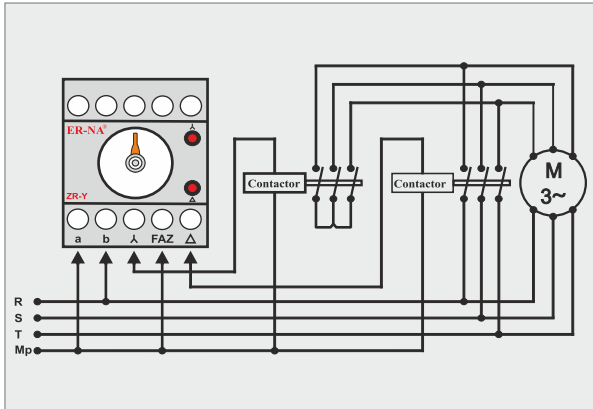 ER-NA®
ZR-Y
a b ⅄ FAZ Δ
Contactor
Contactor
M
3~
R
S
T
Mp